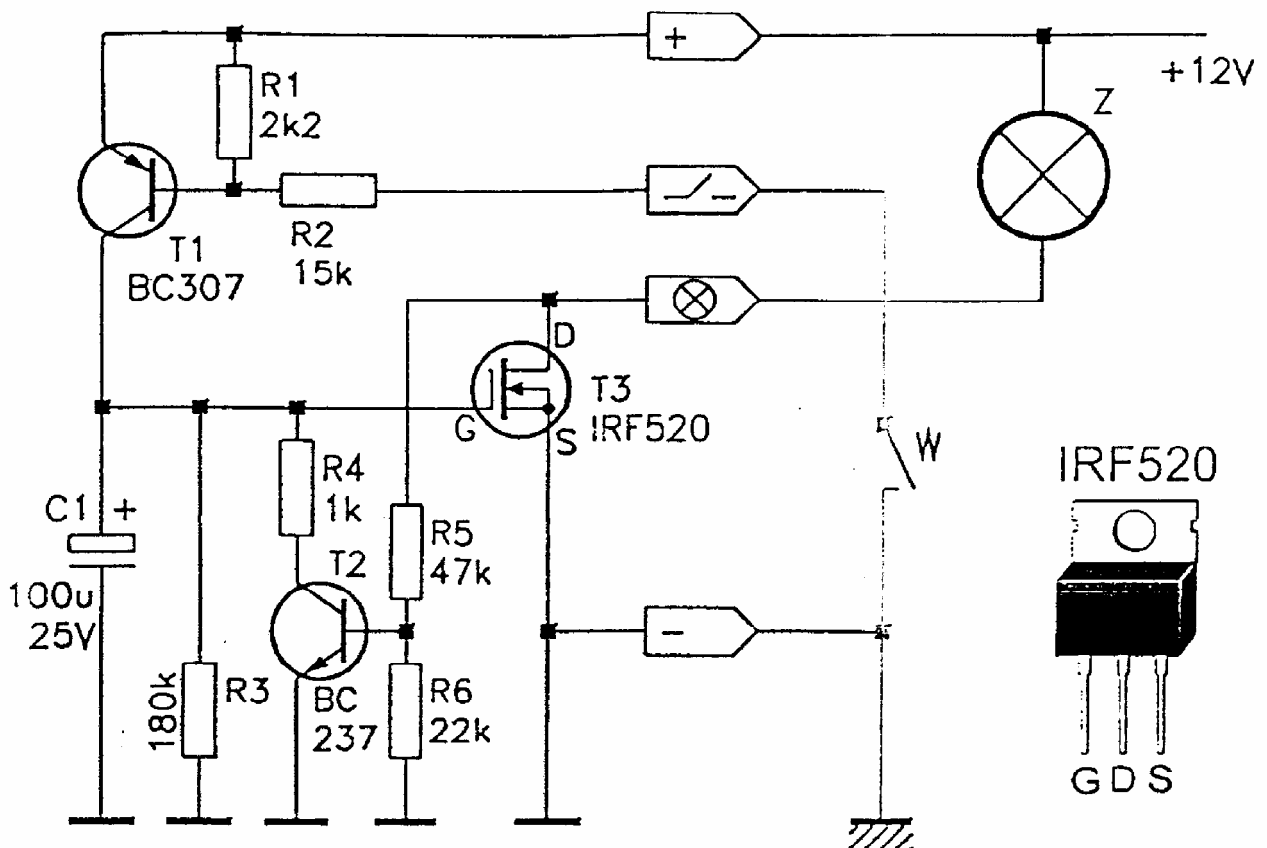 +
+12V
R1
2k2
Z
T1
BC307
R2
15k
D
T3
IRF520
G
S
W
IRF520
C1 +
100u
25V
R4
1k
T2
R5
47k
-
180k
R3
BC
237
R6
22k
G D S